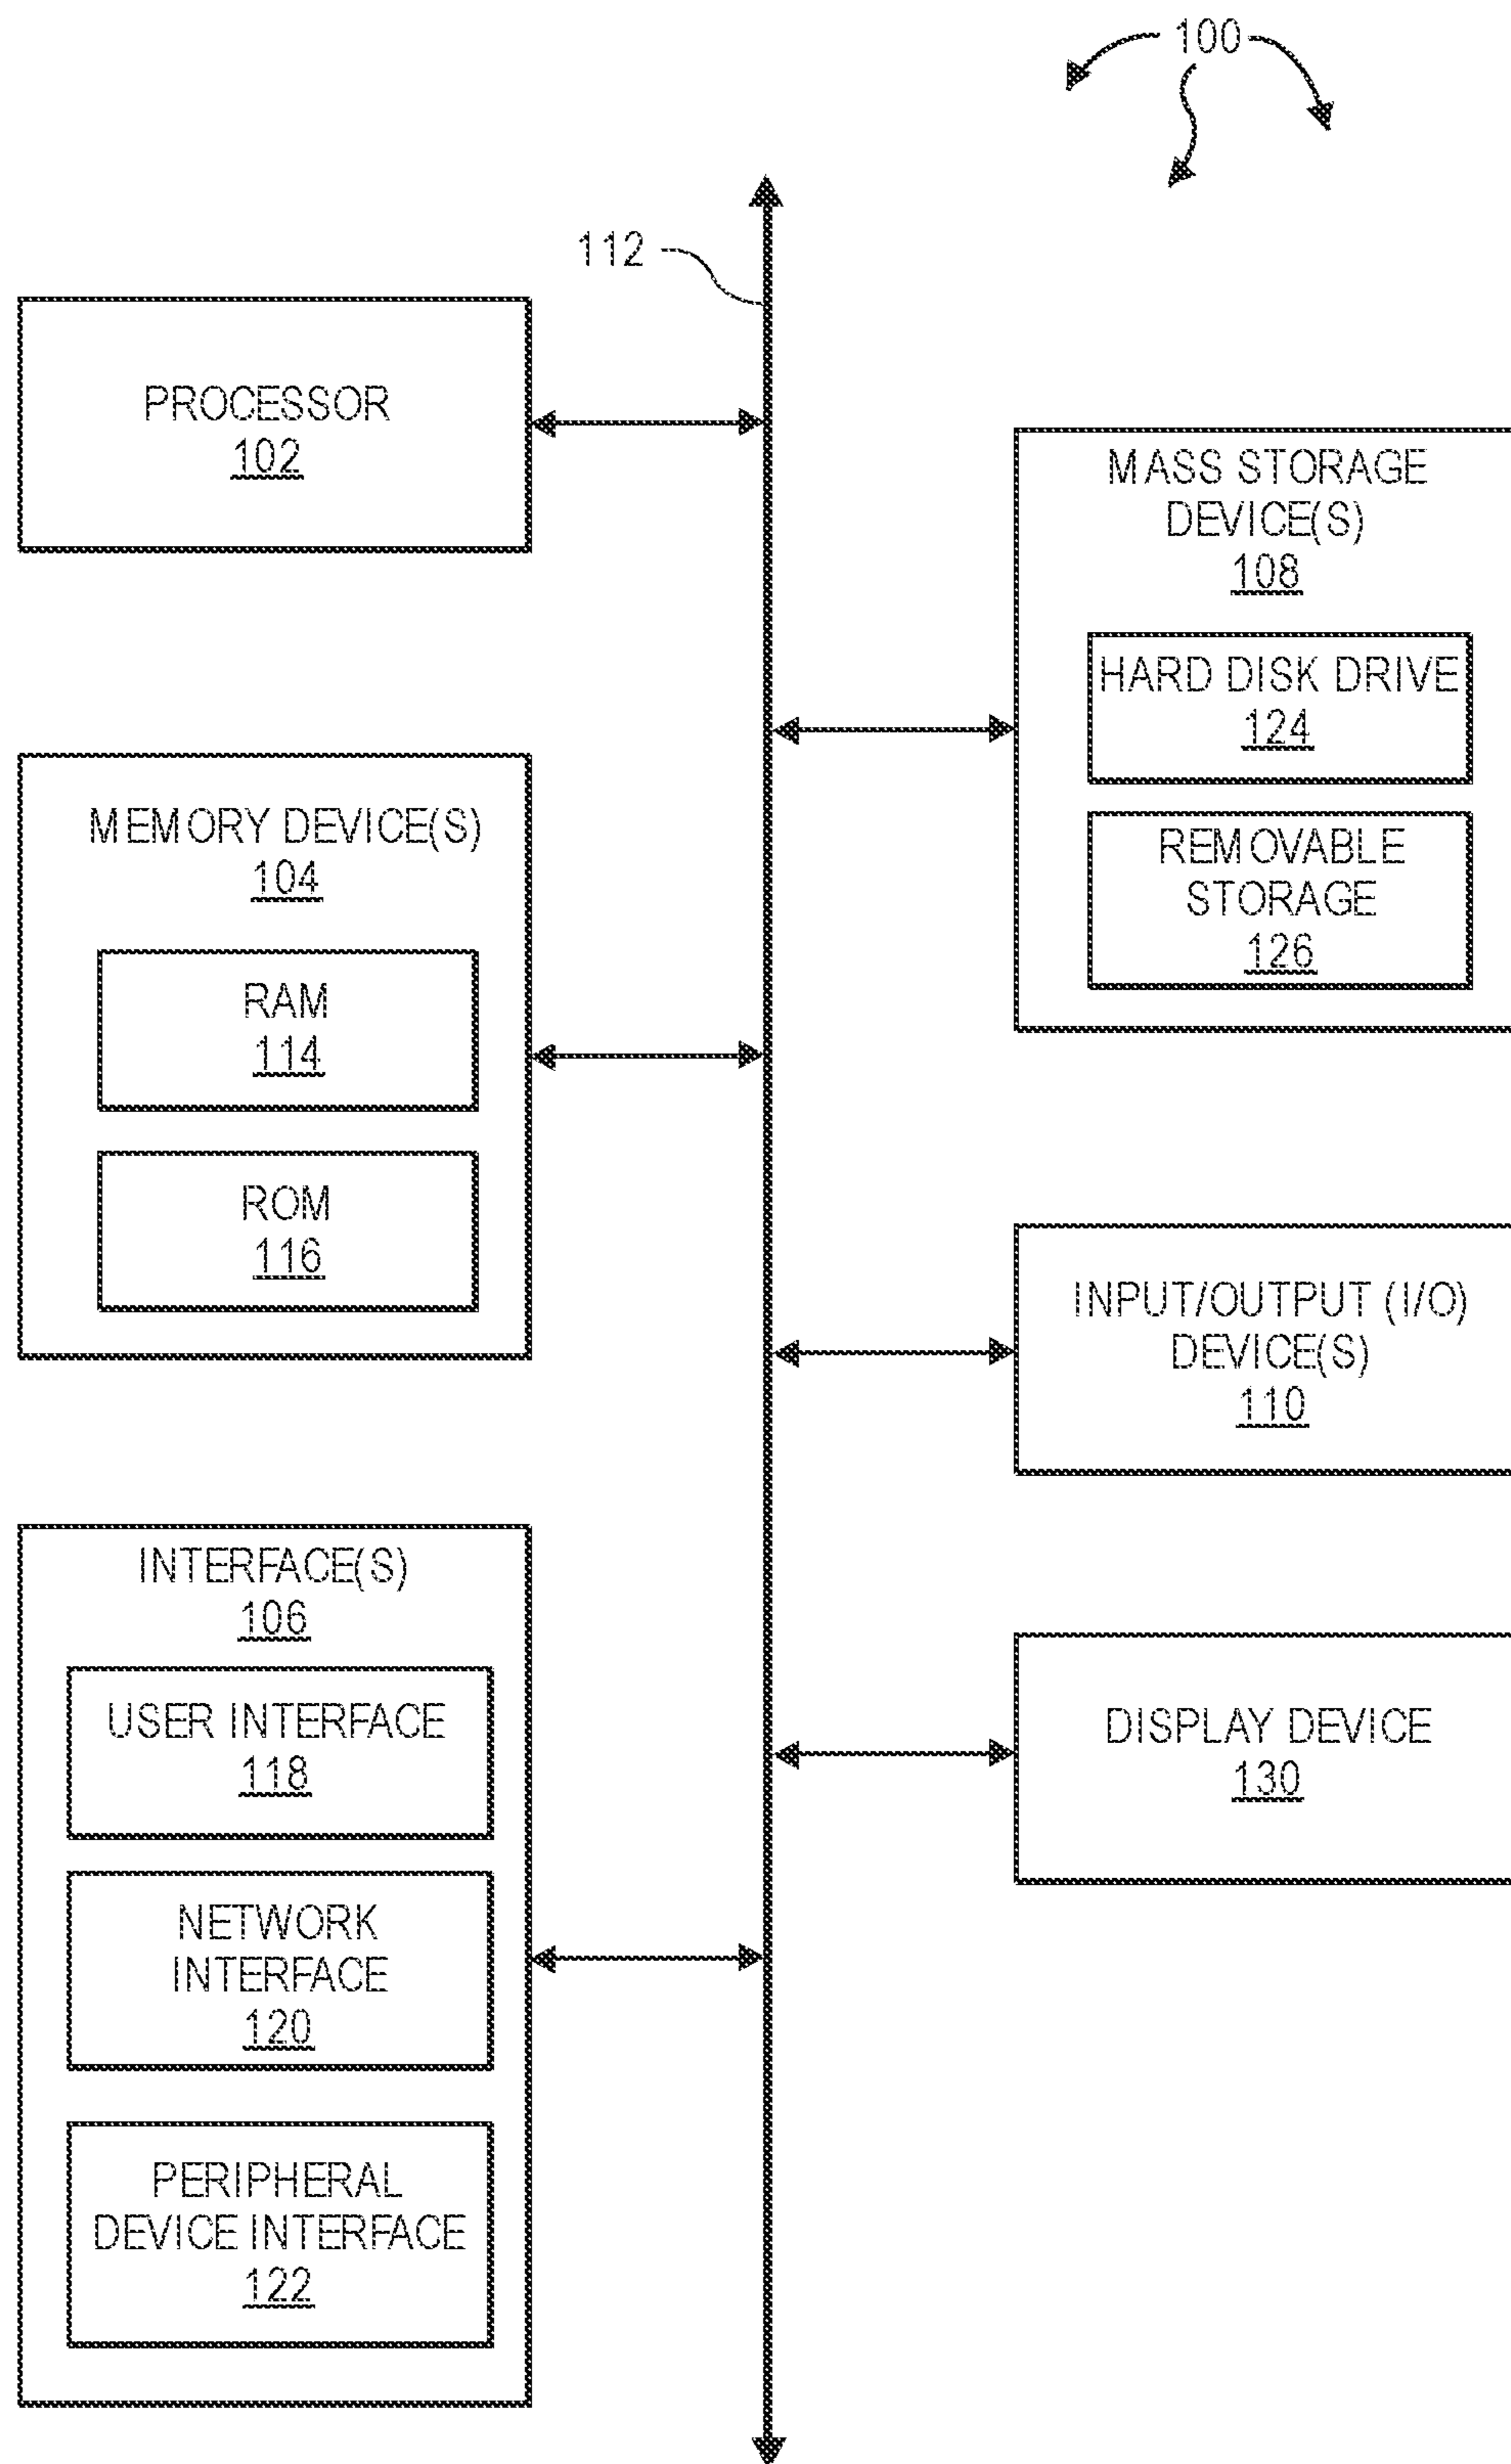 100
112
PROCESSOR
102
MEMORY DEVICE(S)
104
RAM
114
ROM
116
INTERFACE(S)
106
USER INTERFACE
118
NETWORK
INTERFACE
120
PERIPHERAL
DEVICE INTERFACE
122
MASS STORAGE
DEVICE(S)
108
HARD DISK DRIVE
124
REMOVABLE
STORAGE
126
INPUT/OUTPUT (I/O)
DEVICE(S)
110
DISPLAY DEVICE
130